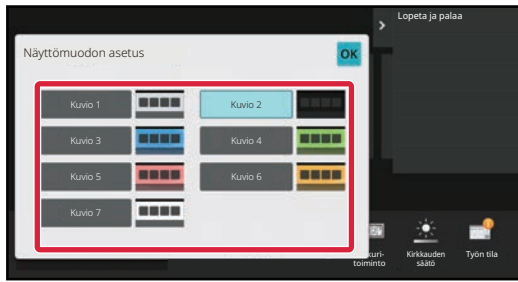 Lopeta ja palaa
Näyttömuodon asetus
OK
Kuvio 1
Kuvio 2
Kuvio 3
Kuvio 4
Kuvio 5
Kuvio 6
Kuvio 7
toiminto
Kirkkauden
säätö
Työn tila